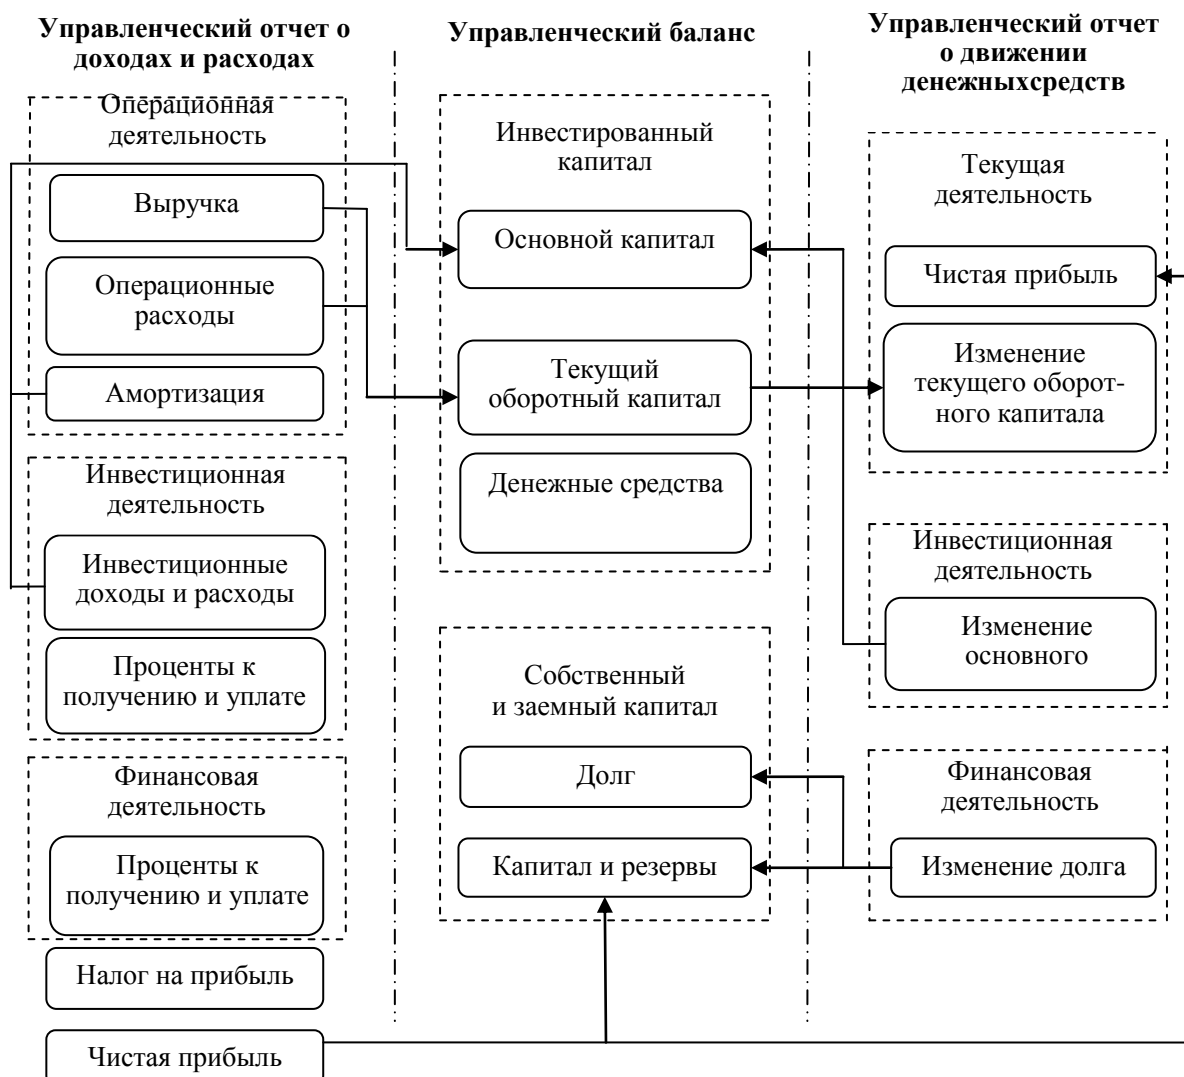 Управленческий отчет о
доходах и расходах
Операционная
деятельность
Выручка
Операционные
расходы
Амортизация
Инвестиционная
деятельность
Инвестиционные
доходы и расходы
Проценты к
получению и уплате
Финансовая
деятельность
Проценты к
получению и уплате
Налог на прибыль
Чистая прибыль
Управленческий баланс
Инвестированный
капитал
Основной капитал
Текущий
оборотный капитал
Денежные средства
Собственный
и заемный капитал
Долг
Капитал и резервы
Управленческий отчет
о движении
денежныхсредств
Текущая
деятельность
Чистая прибыль
Изменение
текущего оборот-
ного капитала
Инвестиционная
деятельность
Изменение
основного
Финансовая
деятельность
Изменение долга